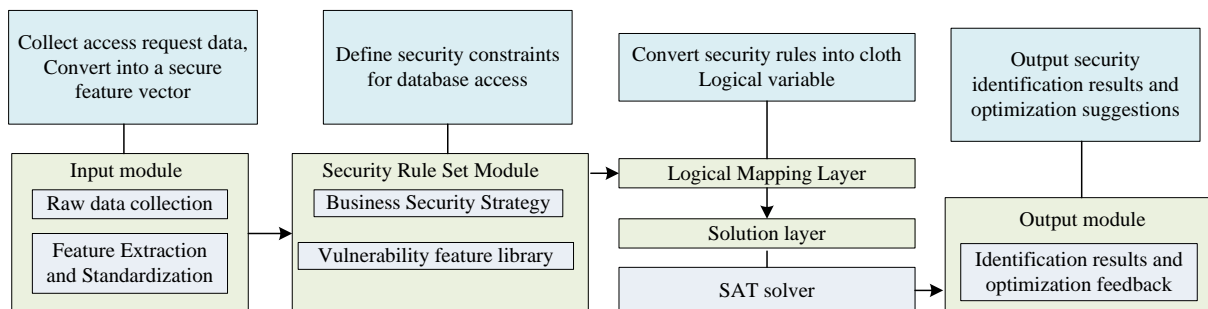 Collect access request data,
Convert into a secure
feature vector
Define security constraints
for database access
Convert security rules into cloth
Logical variable
Output security
identification results and
optimization suggestions
Input module
Raw data collection
Feature Extraction
and Standardization
Security Rule Set Module
Business Security Strategy
Vulnerability feature library
Logical Mapping Layer
Solution layer
SAT solver
Output module
Identification results and
optimization feedback